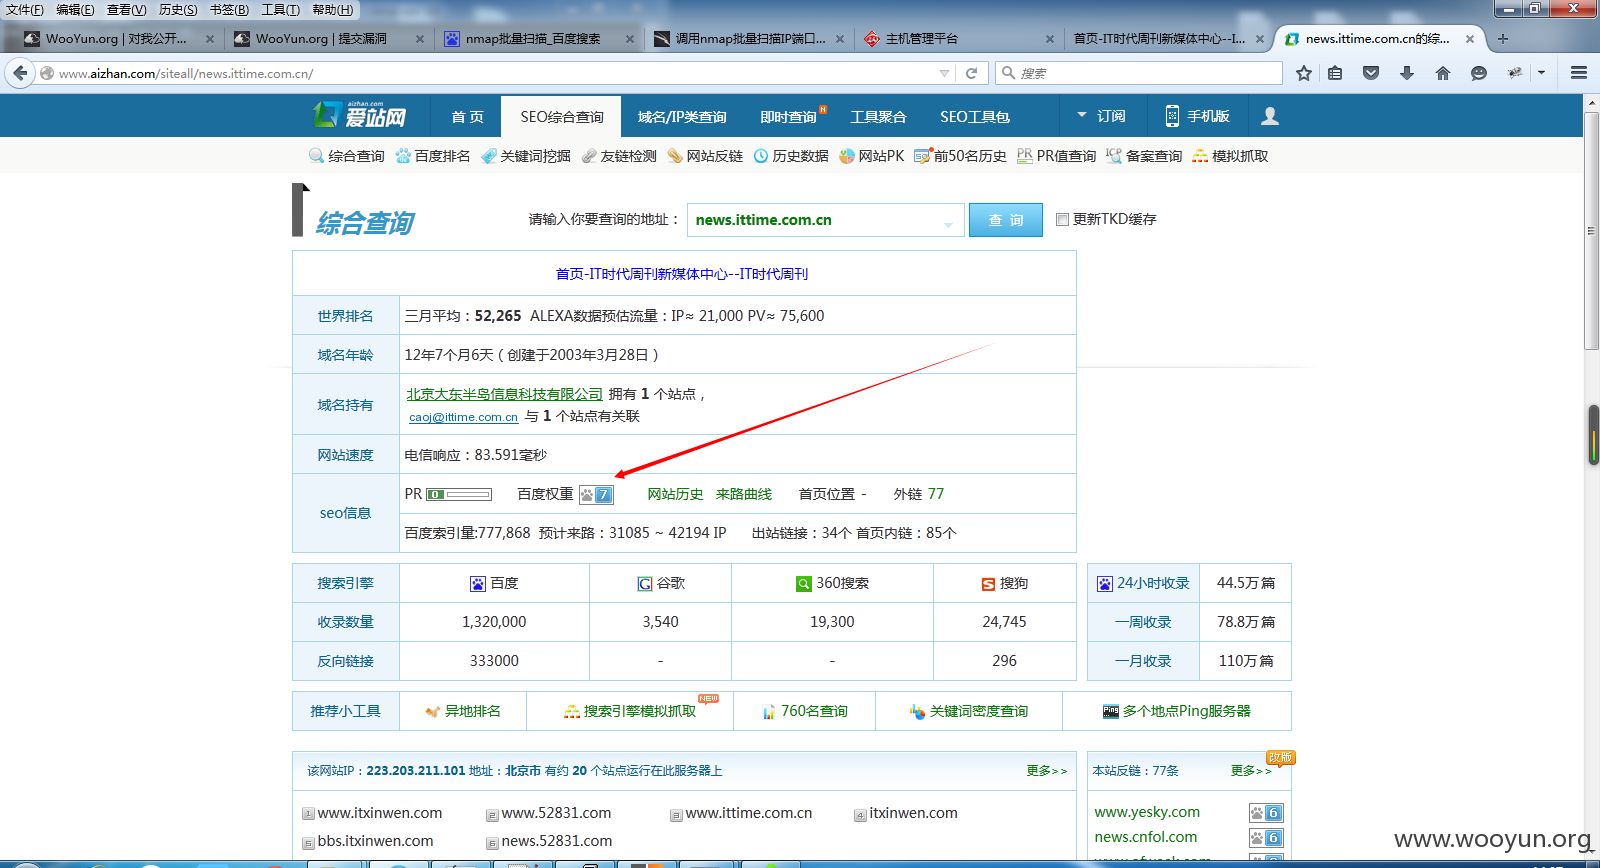 文件(F) 编辑(E) 查看(V) 历史(S) 书签(B) 工具(T) 帮助(H)
WooYun.org | 对我公开... × WooYun.org | 提交漏洞 × nmap批量扫描_百度搜索 × 调用nmap批量扫描IP端口... × 主机管理平台 × 首页-IT时代周刊新媒体中心--I... × news.ittime.com.cn的综... ×
www.aizhan.com/siteall/news.ittime.com.cn/ 搜索
aizhan.com 爱站网 首 页 SEO综合查询 域名/IP类查询 即时查询 N 工具聚合 SEO工具包 订阅 手机版
综合查询 百度排名 关键词挖掘 友链检测 网站反链 历史数据 网站PK 前50名历史 PR PR值查询 ICP 备案查询 模拟抓取
综合查询 请输入你要查询的地址： news.ittime.com.cn 查 询 更新TKD缓存
首页-IT时代周刊新媒体中心--IT时代周刊
世界排名 三月平均：52,265 ALEXA数据预估流量：IP≈ 21,000 PV≈ 75,600
域名年龄 12年7个月6天（创建于2003年3月28日）
域名持有 北京大东半岛信息科技有限公司 拥有 1 个站点，
caoj@ittime.com.cn 与 1 个站点有关联
网站速度 电信响应：83.591毫秒
seo信息 PR 0 百度权重 7 网站历史 来路曲线 首页位置 - 外链 77
百度索引量:777,868 预计来路：31085 ~ 42194 IP 出站链接：34个 首页内链：85个
搜索引擎 百度 谷歌 360搜索 搜狗 24小时收录 44.5万篇
收录数量 1,320,000 3,540 19,300 24,745 一周收录 78.8万篇
反向链接 333000 - - 296 一月收录 110万篇
推荐小工具 异地排名 搜索引擎模拟抓取 NEW 760名查询 关键词密度查询 Ping 多个地点Ping服务器
该网站IP：223.203.211.101 地址：北京市 有约 20 个站点运行在此服务器上 更多>> 本站反链：77条 更多>> 改版
1 www.itxinwen.com 2 www.52831.com 3 www.ittime.com.cn 4 itxinwen.com www.yesky.com 6
5 bbs.itxinwen.com 6 news.52831.com news.cnfol.com 6
www.wooyun.org